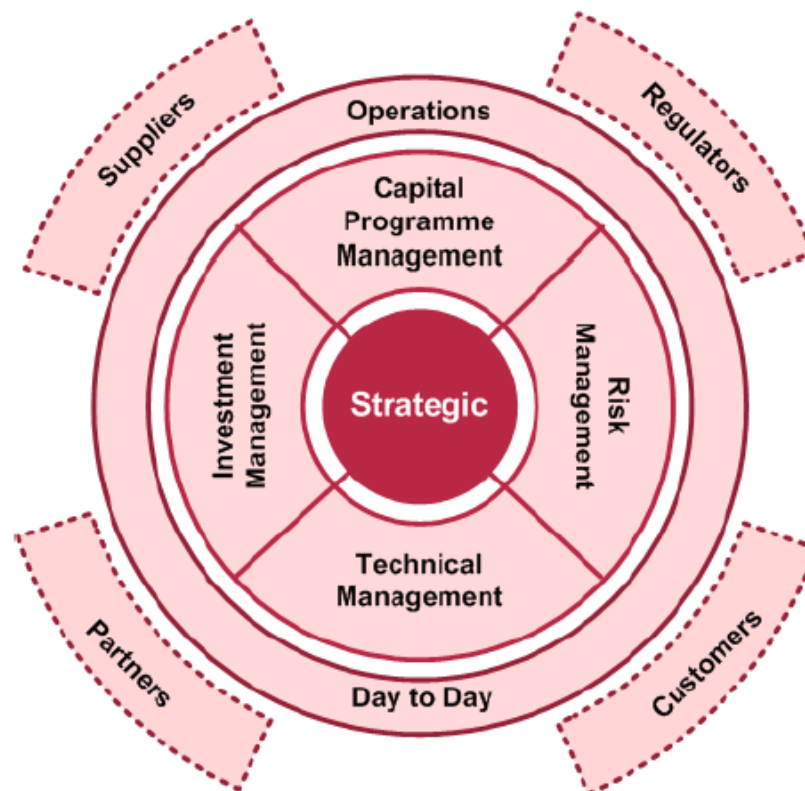 Suppliers
Regulators
Operations
Capital
Programme
Management
Investment
Management
Strategic
Risk
Management
Technical
Management
Day to Day
Partners
Customers